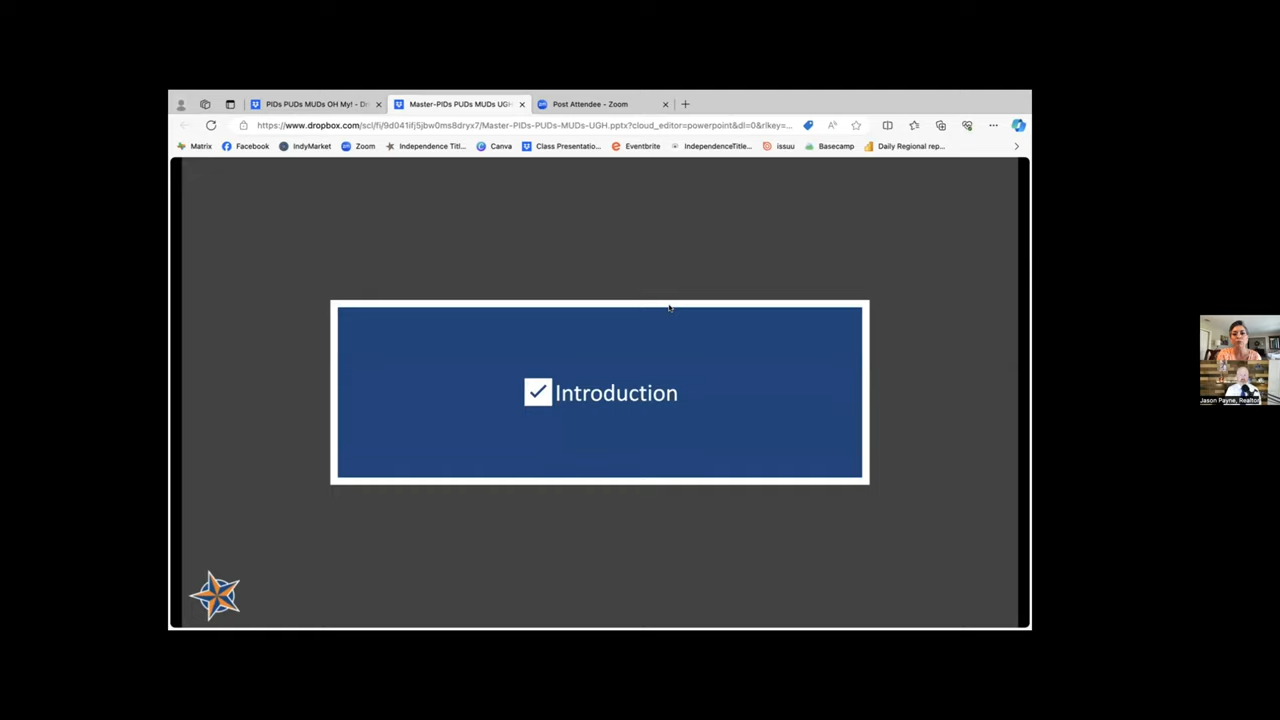 PIDs PUDs MUDs OH My! - Dr
Master-PIDs PUDs MUDs UGH
Post Attendee - Zoom
https://www.dropbox.com/scl/fi/9d041ifj5jbw0ms8dryx7/Master-PIDs-PUDs-MUDs-UGH.pptx?cloud_editor=powerpoint&dl=0&rlkey=...
Matrix Facebook IndyMarket Zoom Independence Titl... Canva Class Presentatio... Eventbrite IndependenceTitle... issuu Basecamp Daily Regional rep...
Introduction
Jason Payne, Realtor